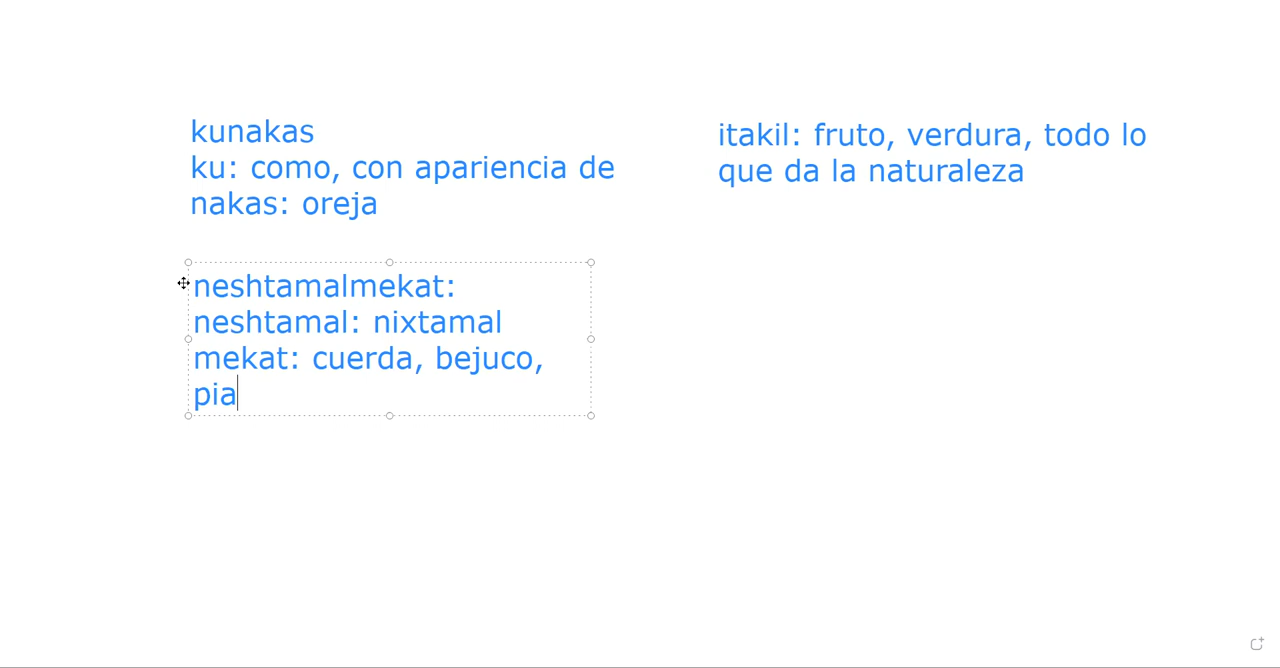 kunakas
ku: como, con apariencia de
nakas: oreja
itakil: fruto, verdura, todo lo
que da la naturaleza
neshtamalmekat:
neshtamal: nixtamal
mekat: cuerda, bejuco,
pia